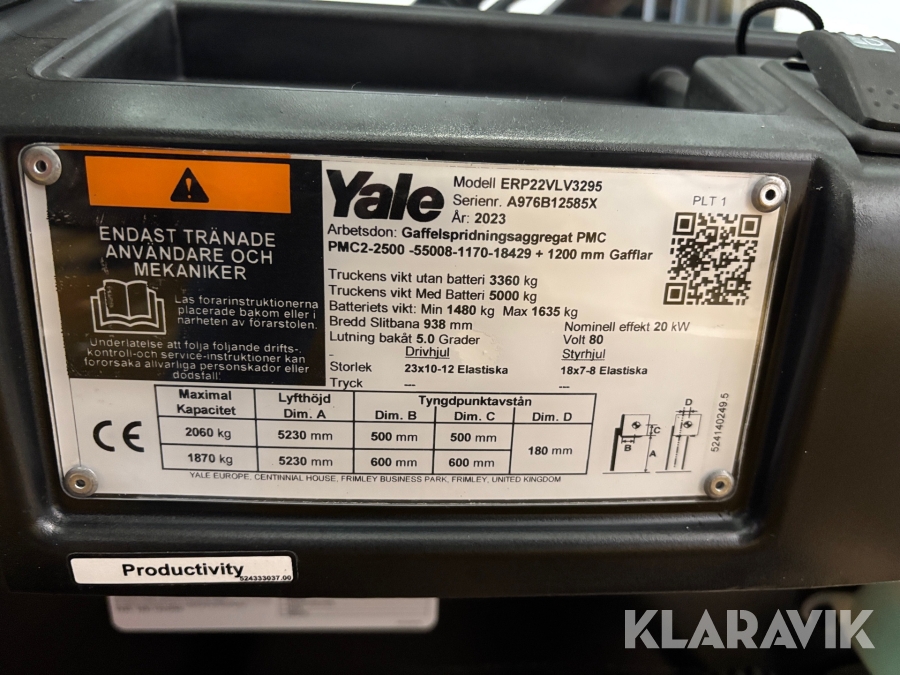 ENDAST TRÄNADE
ANVÄNDARE OCH
MEKANIKER
Läs förarinstruktionerna
placerade bakom eller i
närheten av förarstolen.
Underlåtelse att följa följande drifts-,
kontroll-och service-instruktioner kan
förorsaka allvarliga personskador eller
dödsfall
Yale
Modell ERP22VLV3295
Serienr. A976B12585X
År: 2023
PLT 1
Arbetsdon: Gaffelspridningsaggregat PMC
PMC2-2500 -55008-1170-18429 + 1200 mm Gafflar
Truckens vikt utan batteri 3360 kg
Truckens vikt Med Batteri 5000 kg
Batteriets vikt: Min 1480 kg Max 1635 kg
Bredd Slitbana 938 mm
Nominell effekt 20 kW
Lutning bakåt 5.0 Grader
Volt 80
- Drivhjul Styrhjul
Storlek 23x10-12 Elastiska 18x7-8 Elastiska
Tryck --- ---
Maximal Kapacitet Lyfthöjd Dim. A Tyngdpunktavstån
Dim. B Dim. C Dim. D
2060 kg 5230 mm 500 mm 500 mm 180 mm
1870 kg 5230 mm 600 mm 600 mm
CE
D
C
B
A
524140249.5
YALE EUROPE, CENTINNIAL HOUSE, FRIMLEY BUSINESS PARK, FRIMLEY, UNITED KINGDOM
Productivity
524333037.00
KLARAVIK